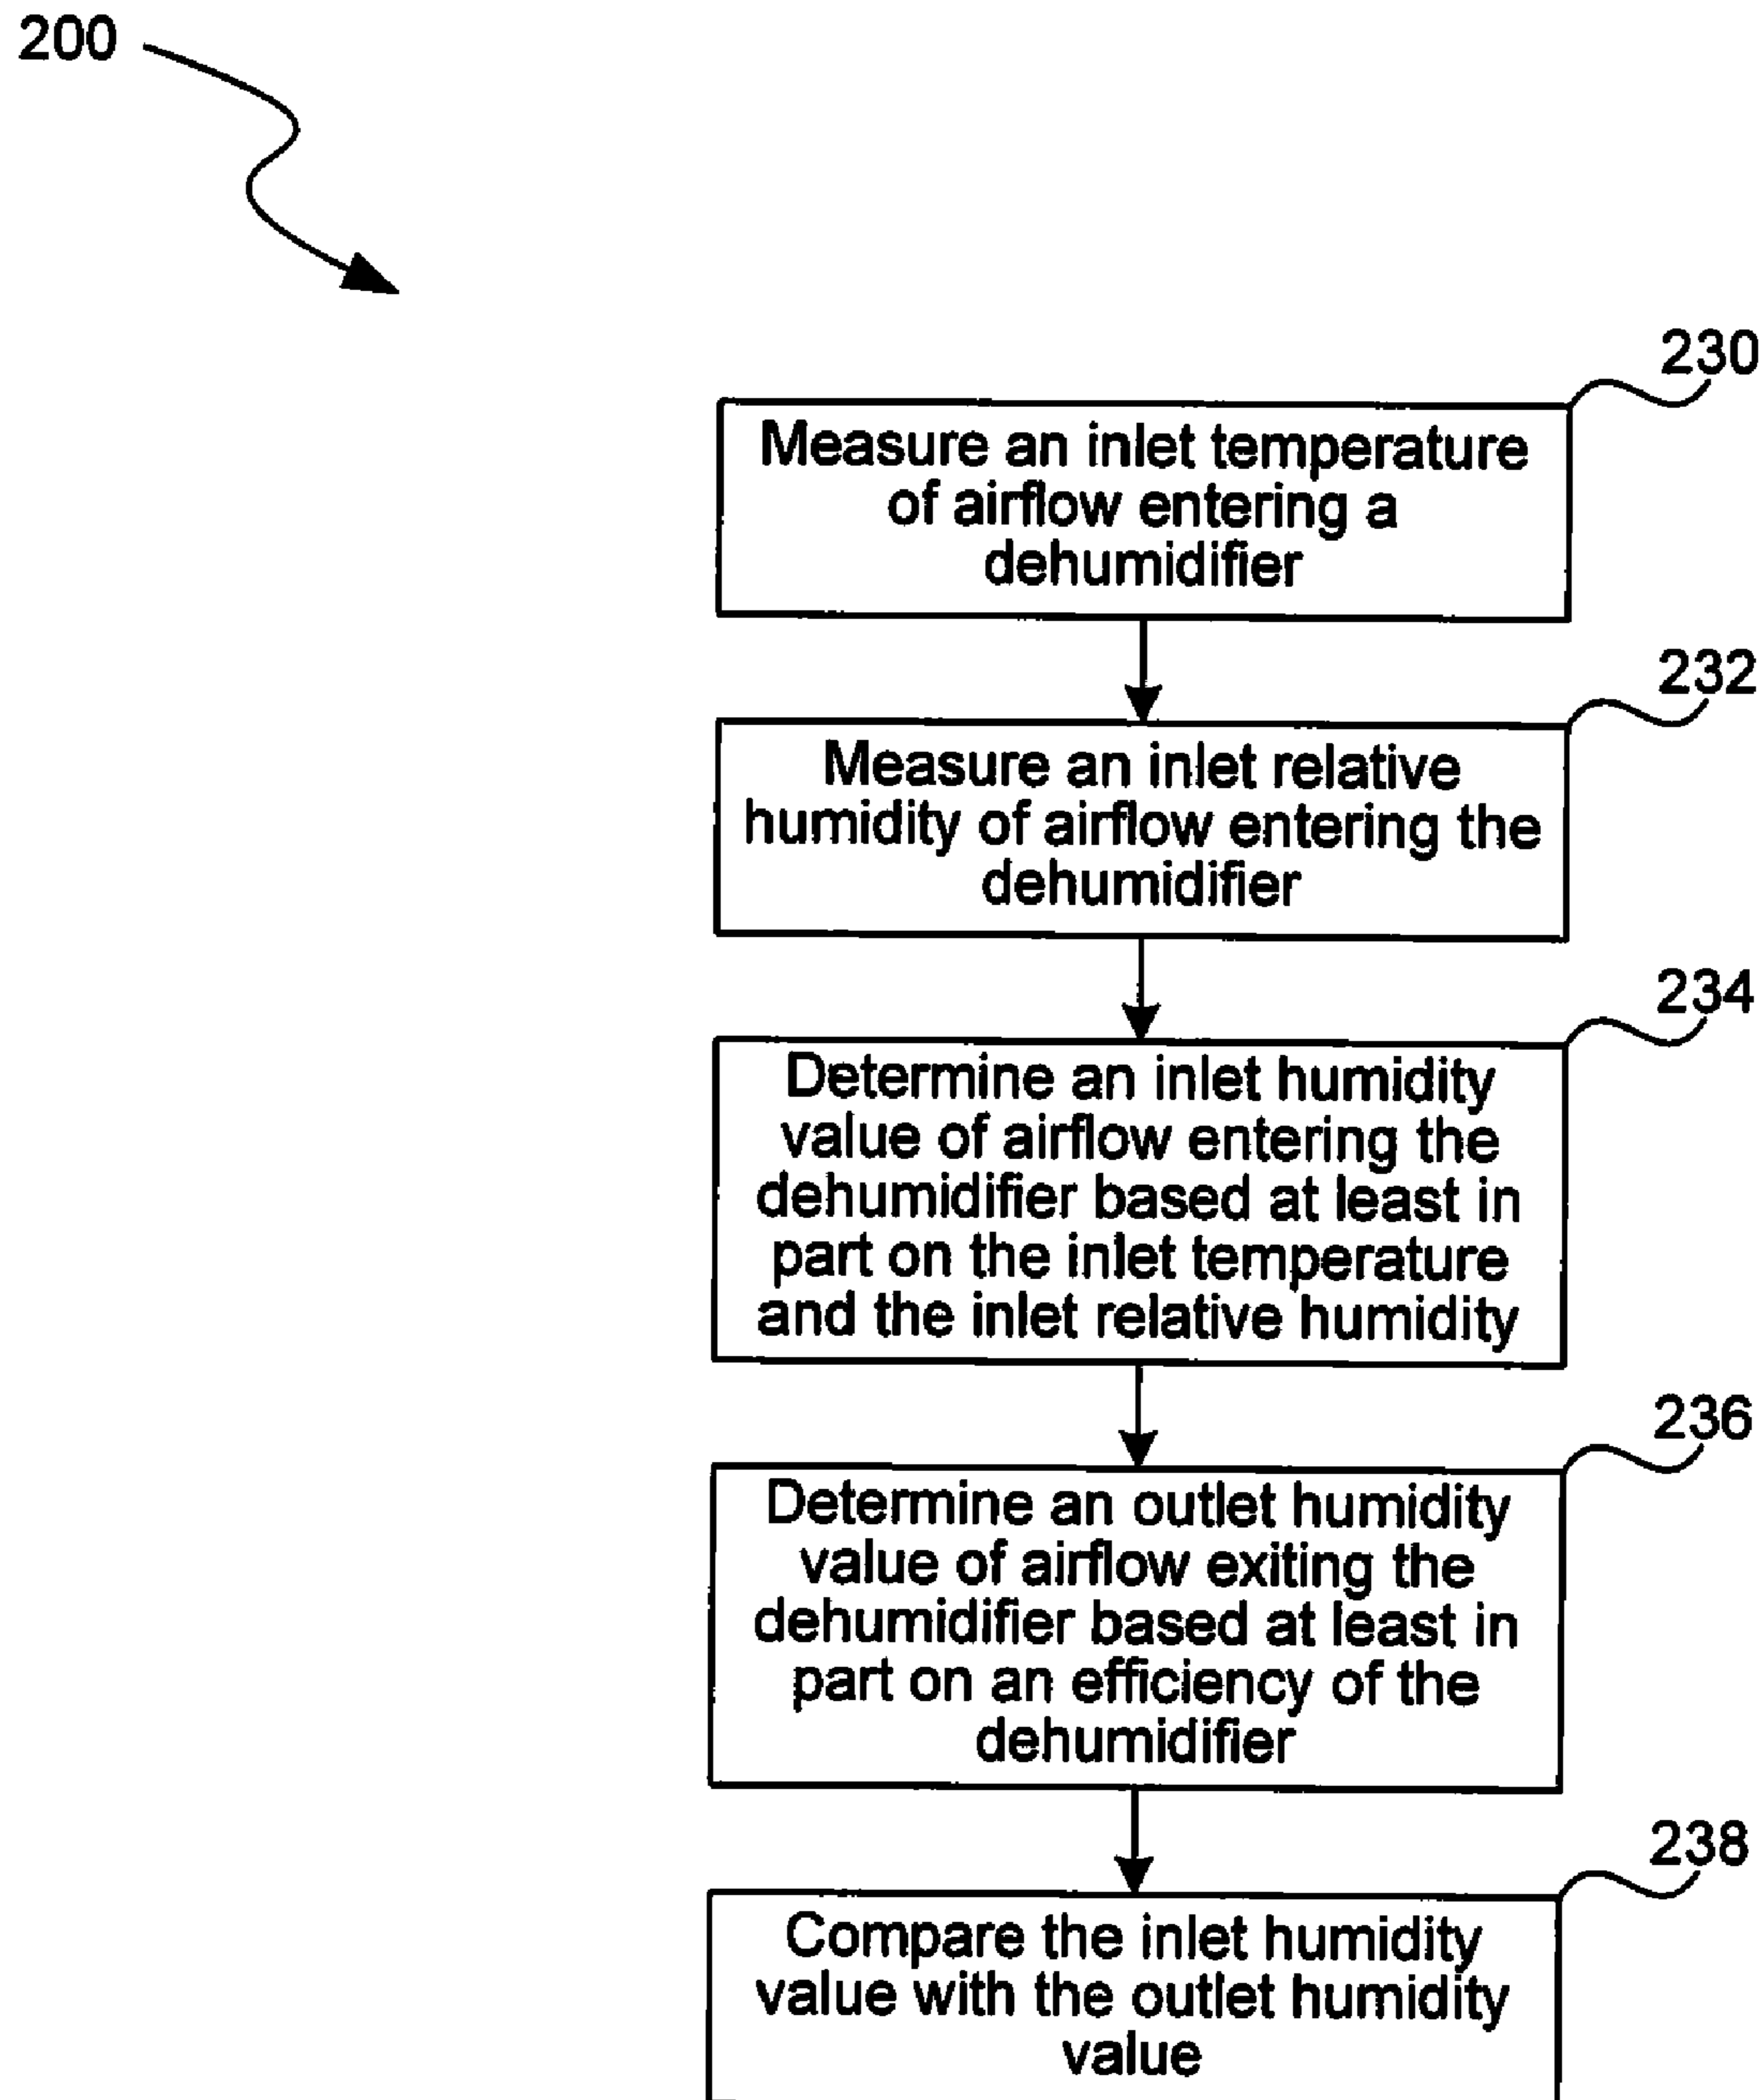 200
230
Measure an inlet temperature
of airflow entering a
dehumidifier
232
Measure an inlet relative
humidity of airflow entering the
dehumidifier
234
Determine an inlet humidity
value of airflow entering the
dehumidifier based at least in
part on the inlet temperature
and the inlet relative humidity
236
Determine an outlet humidity
value of airflow exiting the
dehumidifier based at least in
part on an efficiency of the
dehumidifier
238
Compare the inlet humidity
value with the outlet humidity
value